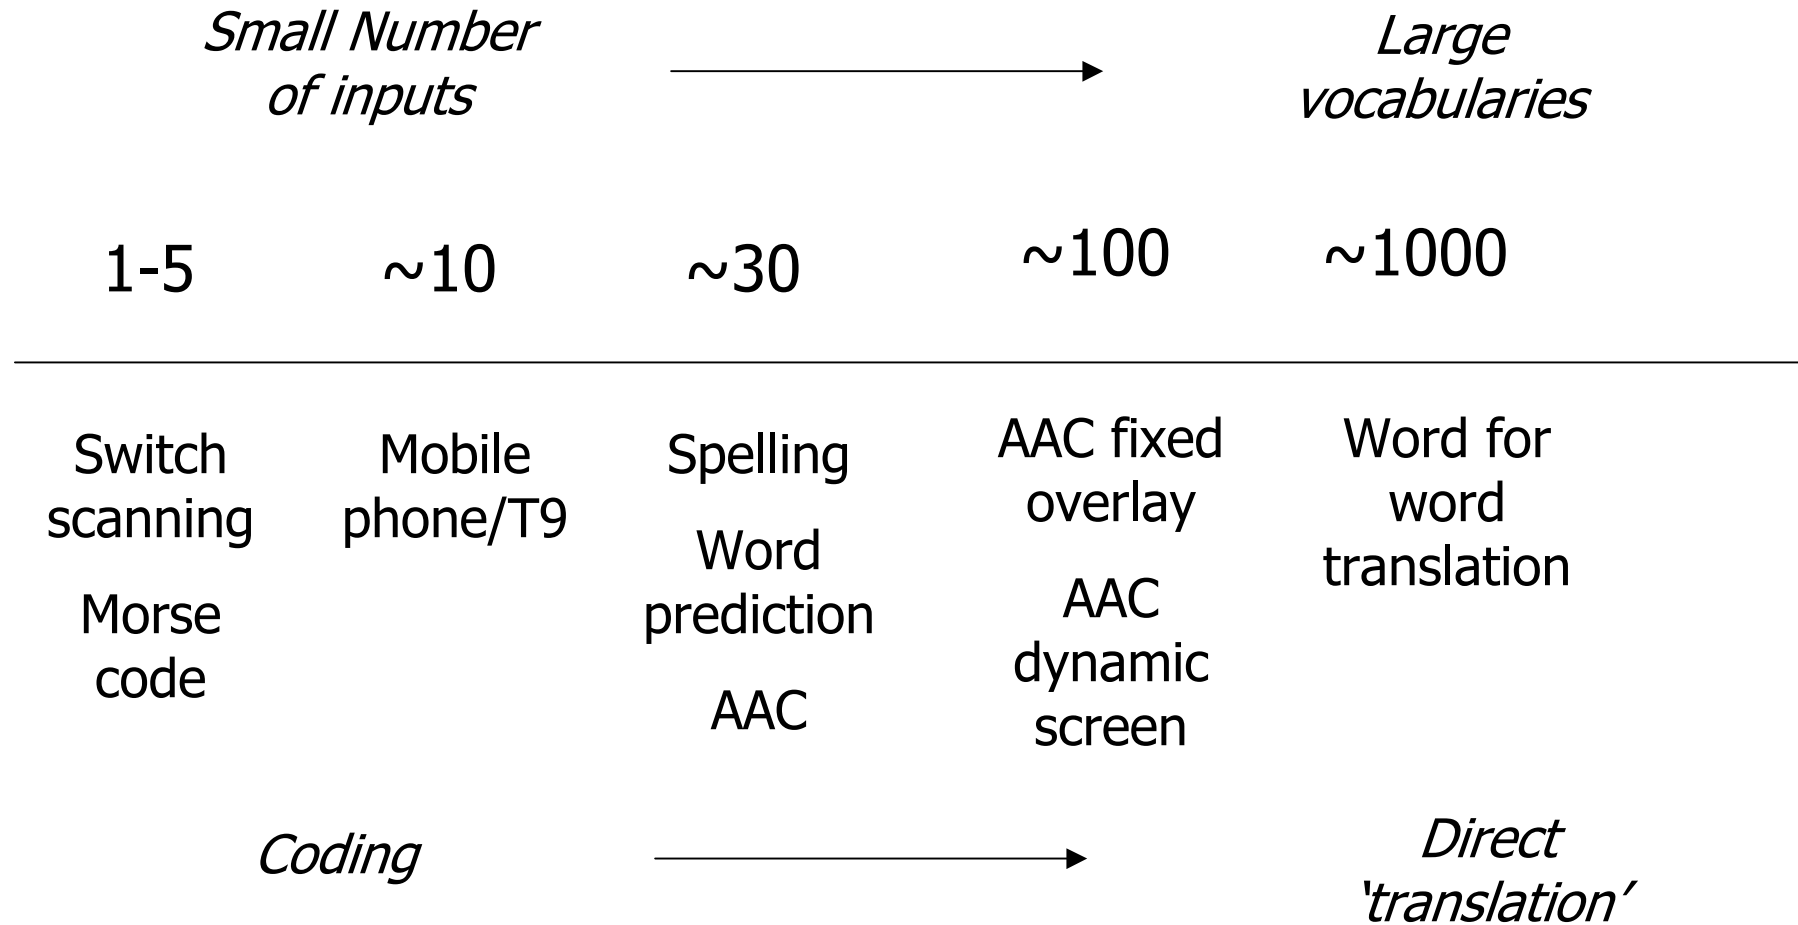 Small Number
of inputs
Large
vocabularies
1-5
~10
~30
~100
~1000
Switch
scanning
Morse
code
Mobile
phone/T9
Spelling
Word
prediction
AAC
AAC fixed
overlay
AAC
dynamic
screen
Word for
word
translation
Coding
Direct
‘translation’